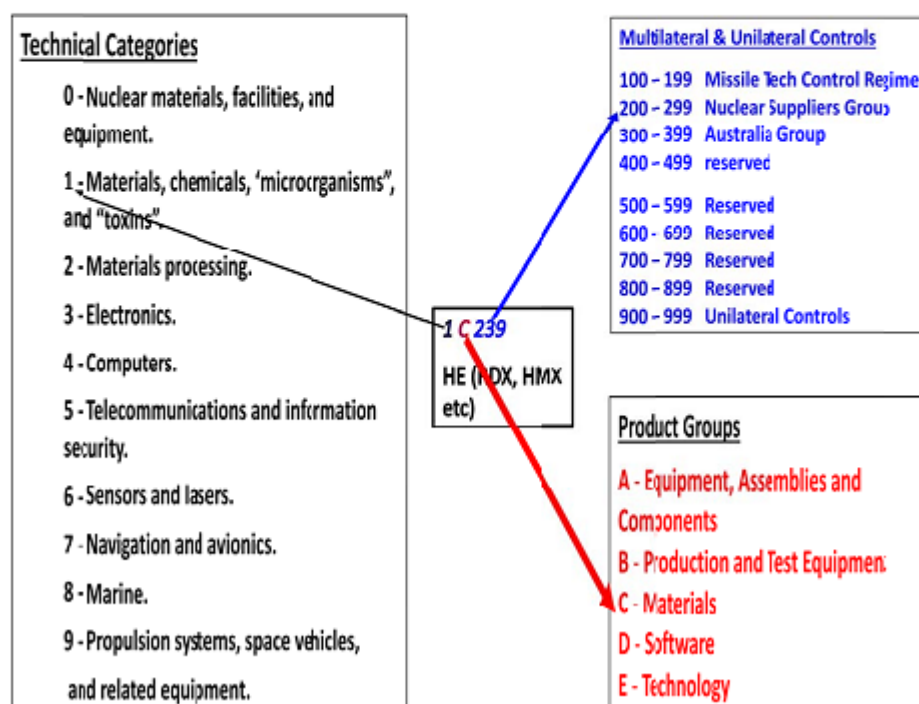 Technical Categories
0 - Nuclear materials, facilities, and
equipment.
1 - Materials, chemicals, ‘microorganisms”,
and “toxins”.
2 - Materials processing.
3 - Electronics.
4 - Computers.
5 - Telecommunications and information
security.
6 - Sensors and lasers.
7 - Navigation and avionics.
8 - Marine.
9 - Propulsion systems, space vehicles,
and related equipment.
1 C 239
HE (RDX, HMX
etc)
Multilateral & Unilateral Controls
100 – 199 Missile Tech Control Regime
200 – 299 Nuclear Suppliers Group
300 – 399 Australia Group
400 – 499 reserved
500 – 599 Reserved
600 – 699 Reserved
700 – 799 Reserved
800 – 899 Reserved
900 – 999 Unilateral Controls
Product Groups
A - Equipment, Assemblies and
Components
B - Production and Test Equipment
C - Materials
D - Software
E - Technology